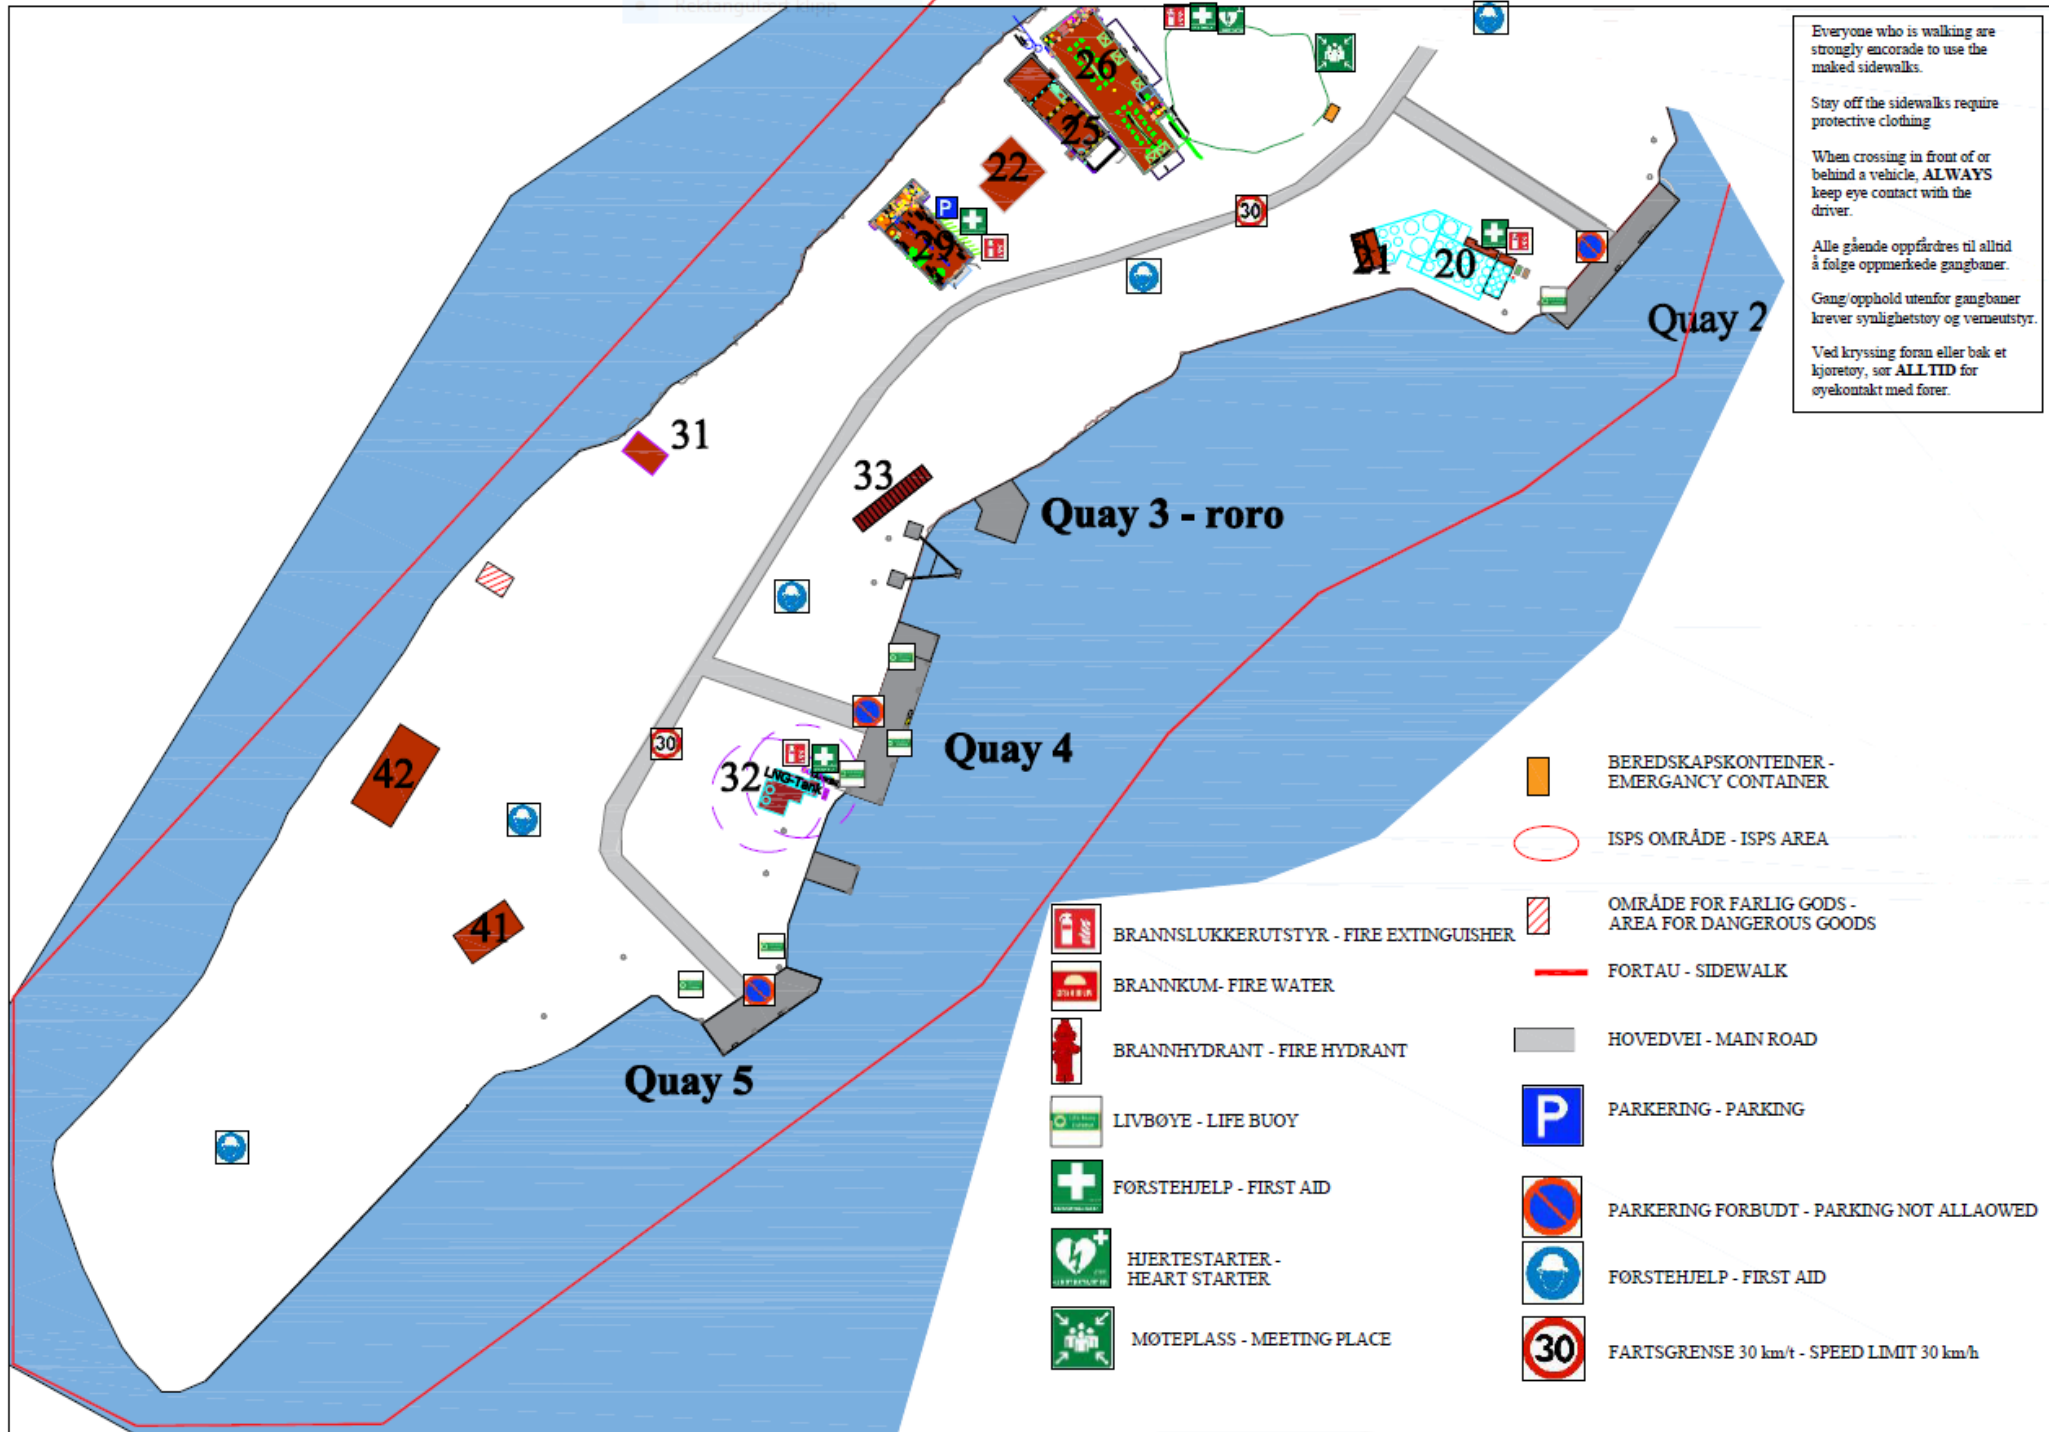 Rektangulært klipp
26
25
22
29
P
30
21
20
Quay 2
31
33
Quay 3 - roro
30
32
LNG-Tank
Quay 4
42
41
Quay 5
Everyone who is walking are
strongly encorade to use the
maked sidewalks.
Stay off the sidewalks require
protective clothing
When crossing in front of or
behind a vehicle, ALWAYS
keep eye contact with the
driver.
Alle gående oppfårdres til alltid
å følge oppmerkede gangbaner.
Gang/opphold utenfor gangbaner
krever synlighetstøy og verneutstyr.
Ved kryssing foran eller bak et
kjøretøy, sør ALLTID for
øyekontakt med fører.
BRANNSLUKKERUTSTYR - FIRE EXTINGUISHER
BRANNKUM- FIRE WATER
BRANNHYDRANT - FIRE HYDRANT
LIVBØYE - LIFE BUOY
FØRSTEHJELP - FIRST AID
HJERTESTARTER -
HEART STARTER
MØTEPLASS - MEETING PLACE
BEREDSKAPSKONTEINER -
EMERGANCY CONTAINER
ISPS OMRÅDE - ISPS AREA
OMRÅDE FOR FARLIG GODS -
AREA FOR DANGEROUS GOODS
FORTAU - SIDEWALK
HOVEDVEI - MAIN ROAD
P
PARKERING - PARKING
PARKERING FORBUDT - PARKING NOT ALLAOWED
FØRSTEHJELP - FIRST AID
30
FARTSGRENSE 30 km/t - SPEED LIMIT 30 km/h